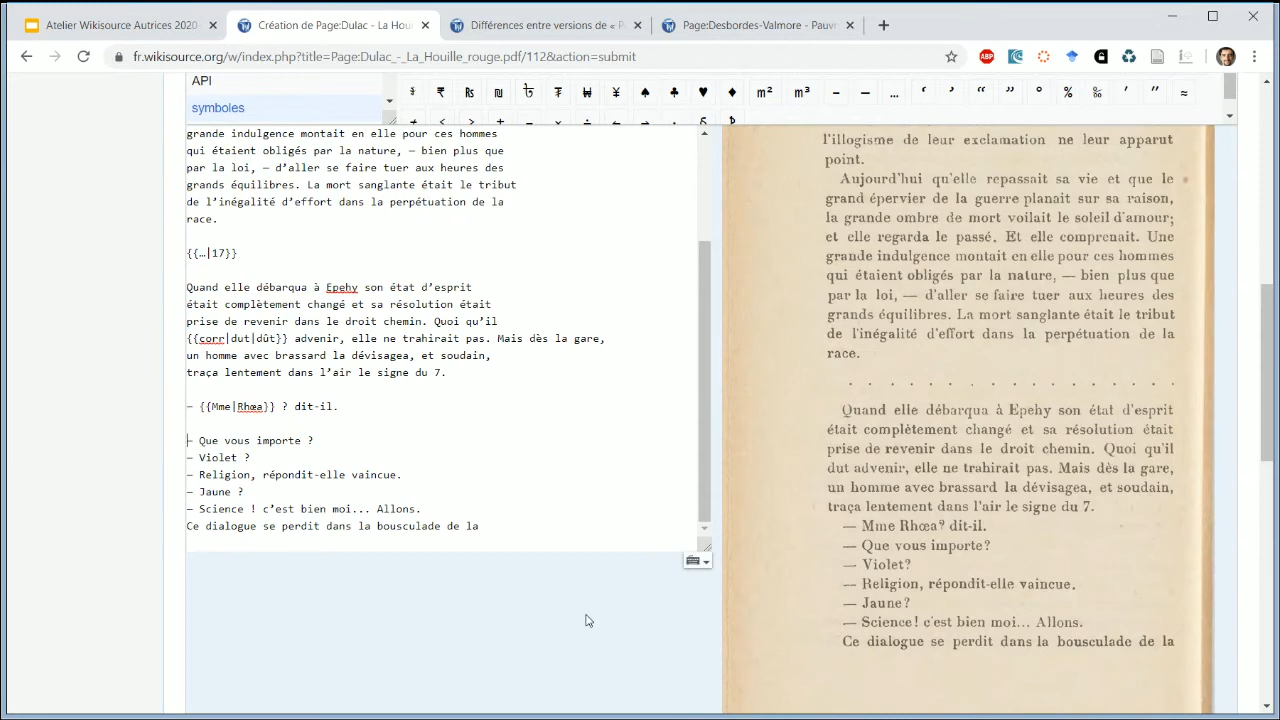 Atelier Wikisource Autrices 2020
Création de Page:Dulac - La Hou
Différences entre versions de « P
Page:Desbordes-Valmore - Pauvr
fr.wikisource.org/w/index.php?title=Page:Dulac_-_La_Houille_rouge.pdf/112&action=submit
API
symboles
₹ ₨ ₪ ৳ ₮ ₩ ¥ ♠ ♣ ♥ ♦ m² m³ – — … ‘ ’ “ ” ° % ‰ ′ ″ ≈
grande indulgence montait en elle pour ces hommes
qui étaient obligés par la nature, — bien plus que
par la loi, — d’aller se faire tuer aux heures des
grands équilibres. La mort sanglante était le tribut
de l’inégalité d’effort dans la perpétuation de la
race.
{{…|17}}
Quand elle débarqua à Epehy son état d’esprit
était complètement changé et sa résolution était
prise de revenir dans le droit chemin. Quoi qu’il
{{corr|dut|dût}} advenir, elle ne trahirait pas. Mais dès la gare,
un homme avec brassard la dévisagea, et soudain,
traça lentement dans l’air le signe du 7.
— {{Mme|Rhœa}} ? dit-il.
— Que vous importe ?
— Violet ?
— Religion, répondit-elle vaincue.
— Jaune ?
— Science ! c’est bien moi... Allons.
Ce dialogue se perdit dans la bousculade de la
l'illogisme de leur exclamation ne leur apparut
point.
Aujourd'hui qu'elle repassait sa vie et que le
grand épervier de la guerre planait sur sa raison,
la grande ombre de mort voilait le soleil d'amour;
et elle regarda le passé. Et elle comprenait. Une
grande indulgence montait en elle pour ces hommes
qui étaient obligés par la nature, — bien plus que
par la loi, — d'aller se faire tuer aux heures des
grands équilibres. La mort sanglante était le tribut
de l'inégalité d'effort dans la perpétuation de la
race.
. . . . . . . . . . . . . . . . .
Quand elle débarqua à Epehy son état d'esprit
était complètement changé et sa résolution était
prise de revenir dans le droit chemin. Quoi qu'il
dut advenir, elle ne trahirait pas. Mais dès la gare,
un homme avec brassard la dévisagea, et soudain,
traça lentement dans l'air le signe du 7.
— Mme Rhœa? dit-il.
— Que vous importe?
— Violet?
— Religion, répondit-elle vaincue.
— Jaune?
— Science! c'est bien moi... Allons.
Ce dialogue se perdit dans la bousculade de la